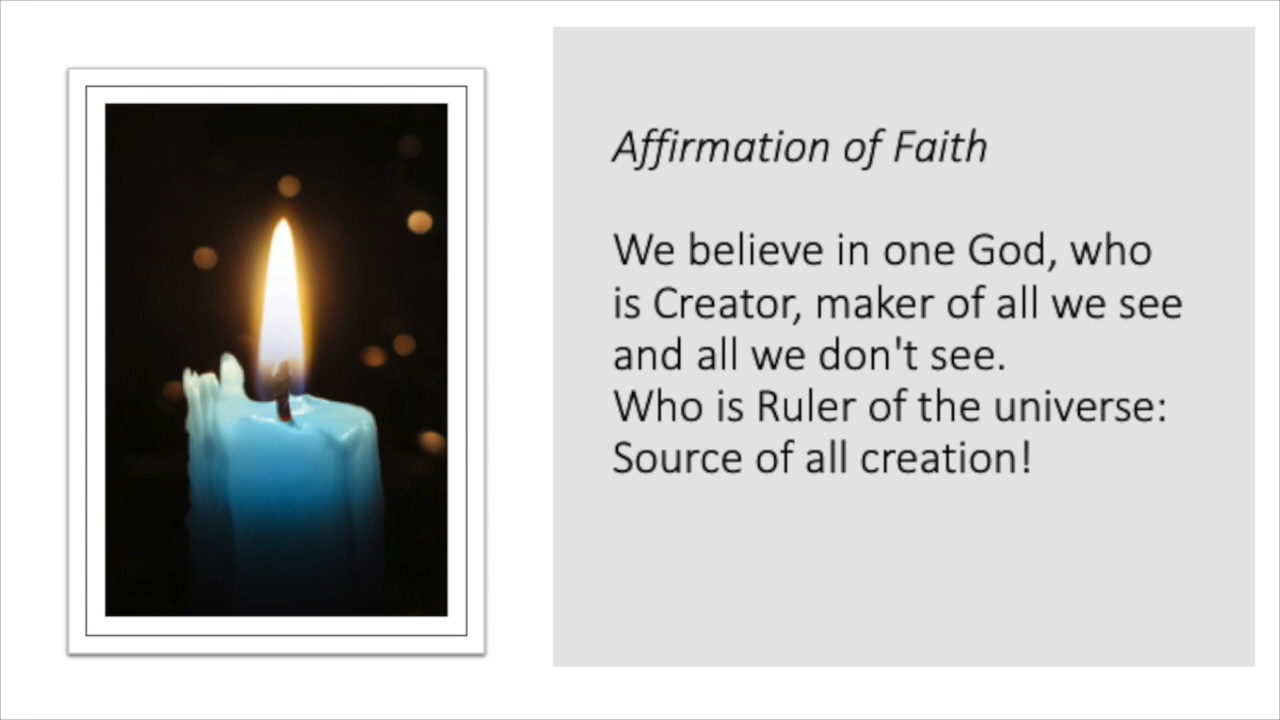 Affirmation of Faith
We believe in one God, who
is Creator, maker of all we see
and all we don't see.
Who is Ruler of the universe:
Source of all creation!